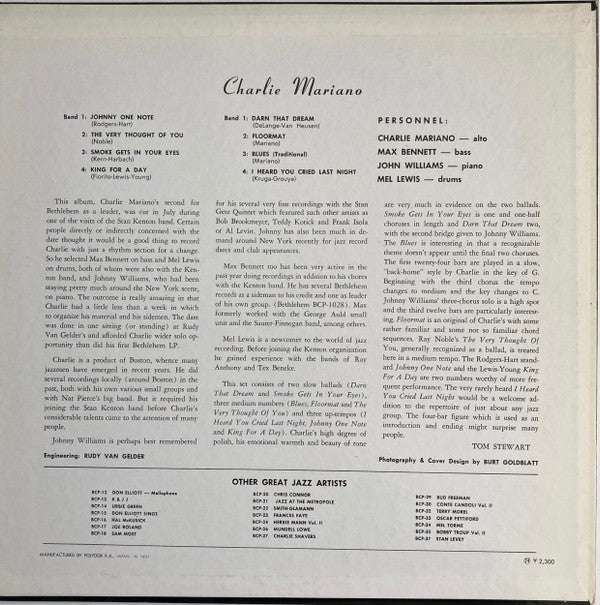 Charlie Mariano
Band 1: JOHNNY ONE NOTE
(Rodgers-Hart)
2: THE VERY THOUGHT OF YOU
(Noble)
3: SMOKE GETS IN YOUR EYES
(Kern-Harbach)
4: KING FOR A DAY
(Fiorito-Lewis-Young)
Band 1: DARN THAT DREAM
(DeLange-Van Heusen)
2: FLOORMAT
(Mariano)
3: BLUES (Traditional)
(Mariano)
4: I HEARD YOU CRIED LAST NIGHT
(Kruga-Grouya)
PERSONNEL:
CHARLIE MARIANO — alto
MAX BENNETT — bass
JOHN WILLIAMS — piano
MEL LEWIS — drums
This album, Charlie Mariano's second for
Bethlehem as a leader, was cut in July during
one of the visits of the Stan Kenton band. Certain
people directly or indirectly concerned with the
date thought it would be a good thing to record
Charlie with just a rhythm section for a change.
So he selected Max Bennett on bass and Mel Lewis
on drums, both of whom were also with the Ken-
ton band, and Johnny Williams, who had been
staying pretty much around the New York scene,
on piano. The outcome is really amazing in that
Charlie had a little less than a week in which
to organize his material and his sidemen. The date
was done in one sitting (or standing) at Rudy
Van Gelder's and afforded Charlie wider solo op-
portunity than did his first Bethlehem LP.
Charlie is a product of Boston, whence many
jazzmen have emerged in recent years. He did
several recordings locally (around Boston) in the
past, both with his own various small groups and
with Nat Pierce's big band. But it required his
joining the Stan Kenton band before Charlie's
considerable talents came to the attention of many
people.
Johnny Williams is perhaps best remembered
for his several very fine recordings with the Stan
Getz Quintet which featured such other artists as
Bob Brookmeyer, Teddy Kotick and Frank Isola
or Al Levitt. Johnny has also been much in de-
mand around New York recently for jazz record
dates and club appearances.
Max Bennett too has been very active in the
past year doing recordings in addition to his chores
with the Kenton band. He has several Bethlehem
records as a sideman to his credit and one as leader
of his own group, (Bethlehem BCP-1028). Max
formerly worked with the George Auld small
unit and the Sauter-Finnegan band, among others.
Mel Lewis is a newcomer to the world of jazz
recording. Before joining the Kenton organization
he gained experience with the bands of Ray
Anthony and Tex Beneke.
This set consists of two slow ballads (Darn
That Dream and Smoke Gets In Your Eyes),
three medium numbers (Blues, Floormat and The
Very Thought Of You) and three up-tempos (I
Heard You Cried Last Night, Johnny One Note
and King For A Day). Charlie's high degree of
polish, his emotional warmth and beauty of tone
are very much in evidence on the two ballads.
Smoke Gets In Your Eyes is one and one-half
choruses in length and Darn That Dream two,
with the second bridge given to Johnny Williams.
The Blues is interesting in that a recognizable
theme doesn't appear until the final two choruses.
The first twenty-four bars are played in a slow,
"back-home" style by Charlie in the key of G.
Beginning with the third chorus the tempo
changes to medium and the key changes to C.
Johnny Williams' three-chorus solo is a high spot
and the third twelve bars are particularly interest-
ing. Floormat is an original of Charlie's with some
rather familiar and some not so familiar chord
sequences. Ray Noble's The Very Thought Of
You, generally recognized as a ballad, is treated
here in a medium tempo. The Rodgers-Hart stand-
ard Johnny One Note and the Lewis-Young King
For A Day are two numbers worthy of more fre-
quent performance. The very rarely heard I Heard
You Cried Last Night would be a welcome ad-
dition to the repertoire of just about any jazz
group. The four-bar figure which is used as an
introduction and ending might surprise many
people.
TOM STEWART
Engineering: RUDY VAN GELDER
Photography & Cover Design by BURT GOLDBLATT
OTHER GREAT JAZZ ARTISTS
BCP-12 DON ELLIOTT — Mellophone
BCP-13 K & J J
BCP-14 URBIE GREEN
BCP-15 DON ELLIOTT SINGS
BCP-16 HAL McKUSICK
BCP-17 JOE ROLAND
BCP-18 SAM MOST
BCP-20 CHRIS CONNOR
BCP-21 JAZZ AT THE METROPOLE
BCP-22 SMITH-GLAMANN
BCP-23 FRANCES FAYE
BCP-24 HERBIE MANN Vol. II
BCP-26 MUNDELL LOWE
BCP-27 CHARLIE SHAVERS
BCP-29 BUD FREEMAN
BCP-30 CONTE CANDOLI Vol. II
BCP-32 TERRY MOREL
BCP-33 OSCAR PETTIFORD
BCP-34 MEL TORME
BCP-35 BOBBY TROUP Vol. II
BCP-37 STAN LEVEY
MANUFACTURED BY POLYDOR K.K., JAPAN
¥ 2,300